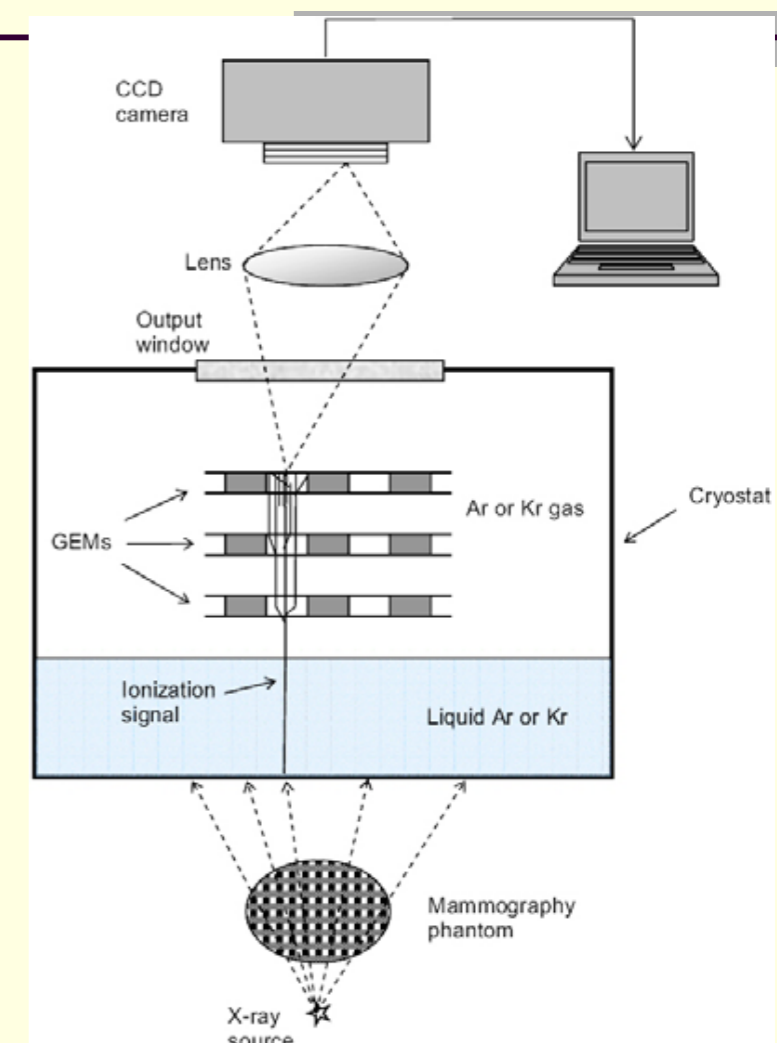 CCD
camera
Lens
Output
window
GEMs
Ar or Kr gas
Cryostat
Ionization
signal
Liquid Ar or Kr
Mammography
phantom
X-ray
source